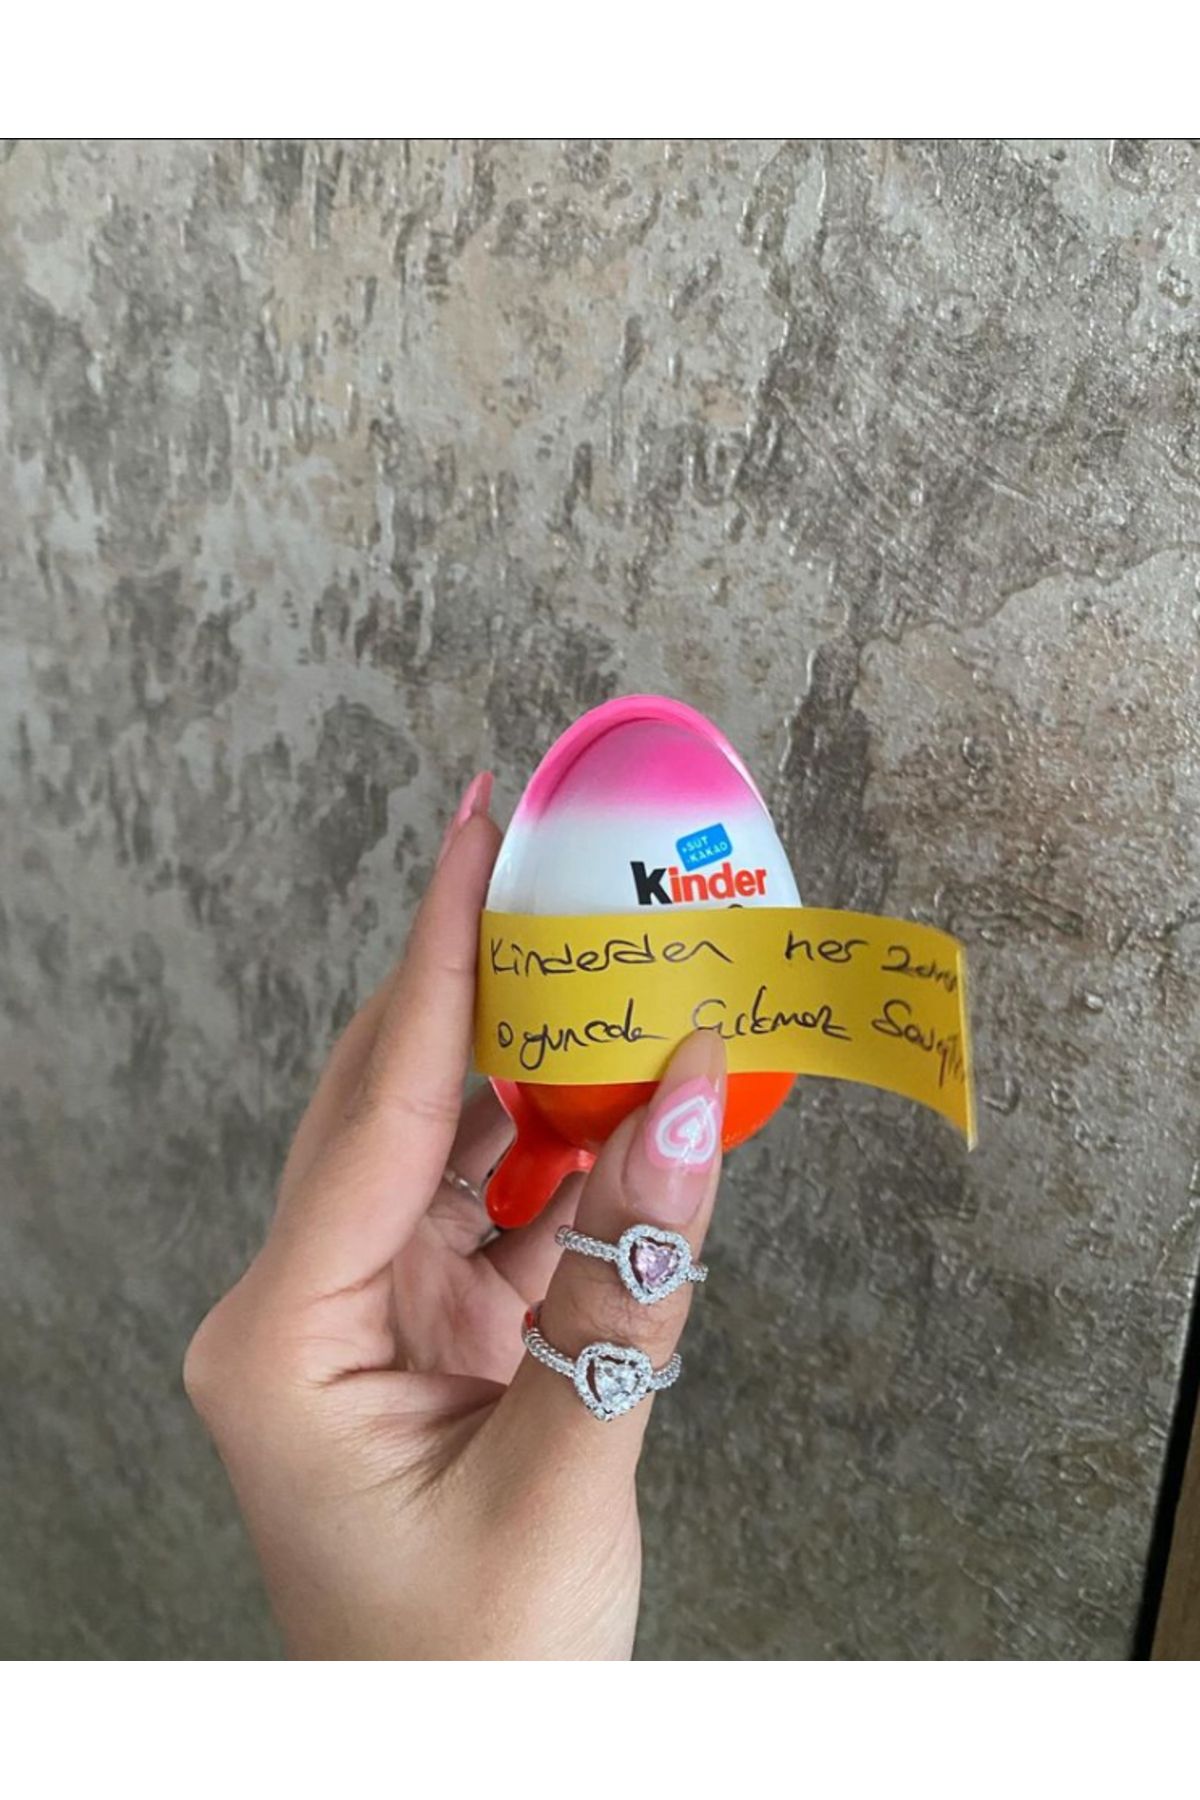 +SÜT
-KAKAO
kinder
Kinderden her zaman
oyuncak çıkmaz